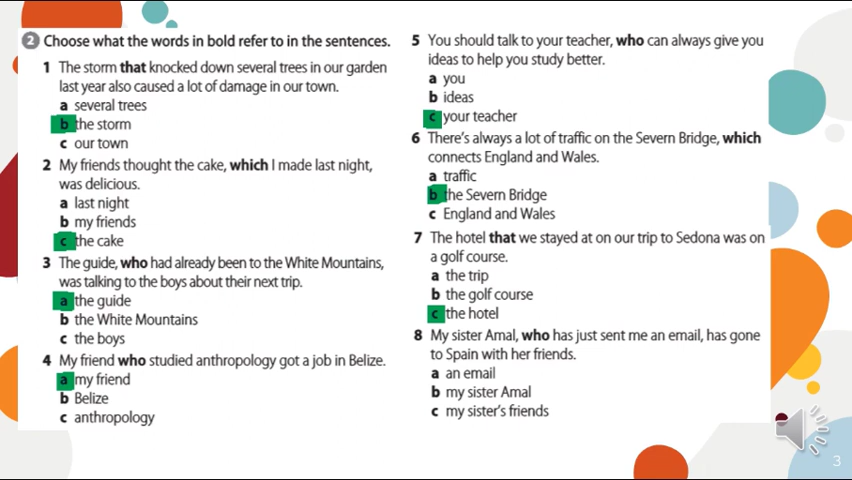 2 Choose what the words in bold refer to in the sentences.
1 The storm that knocked down several trees in our garden
last year also caused a lot of damage in our town.
a several trees
b the storm
c our town
2 My friends thought the cake, which I made last night,
was delicious.
a last night
b my friends
c the cake
3 The guide, who had already been to the White Mountains,
was talking to the boys about their next trip.
a the guide
b the White Mountains
c the boys
4 My friend who studied anthropology got a job in Belize.
a my friend
b Belize
c anthropology
5 You should talk to your teacher, who can always give you
ideas to help you study better.
a you
b ideas
c your teacher
6 There's always a lot of traffic on the Severn Bridge, which
connects England and Wales.
a traffic
b the Severn Bridge
c England and Wales
7 The hotel that we stayed at on our trip to Sedona was on
a golf course.
a the trip
b the golf course
c the hotel
8 My sister Amal, who has just sent me an email, has gone
to Spain with her friends.
a an email
b my sister Amal
c my sister's friends
3